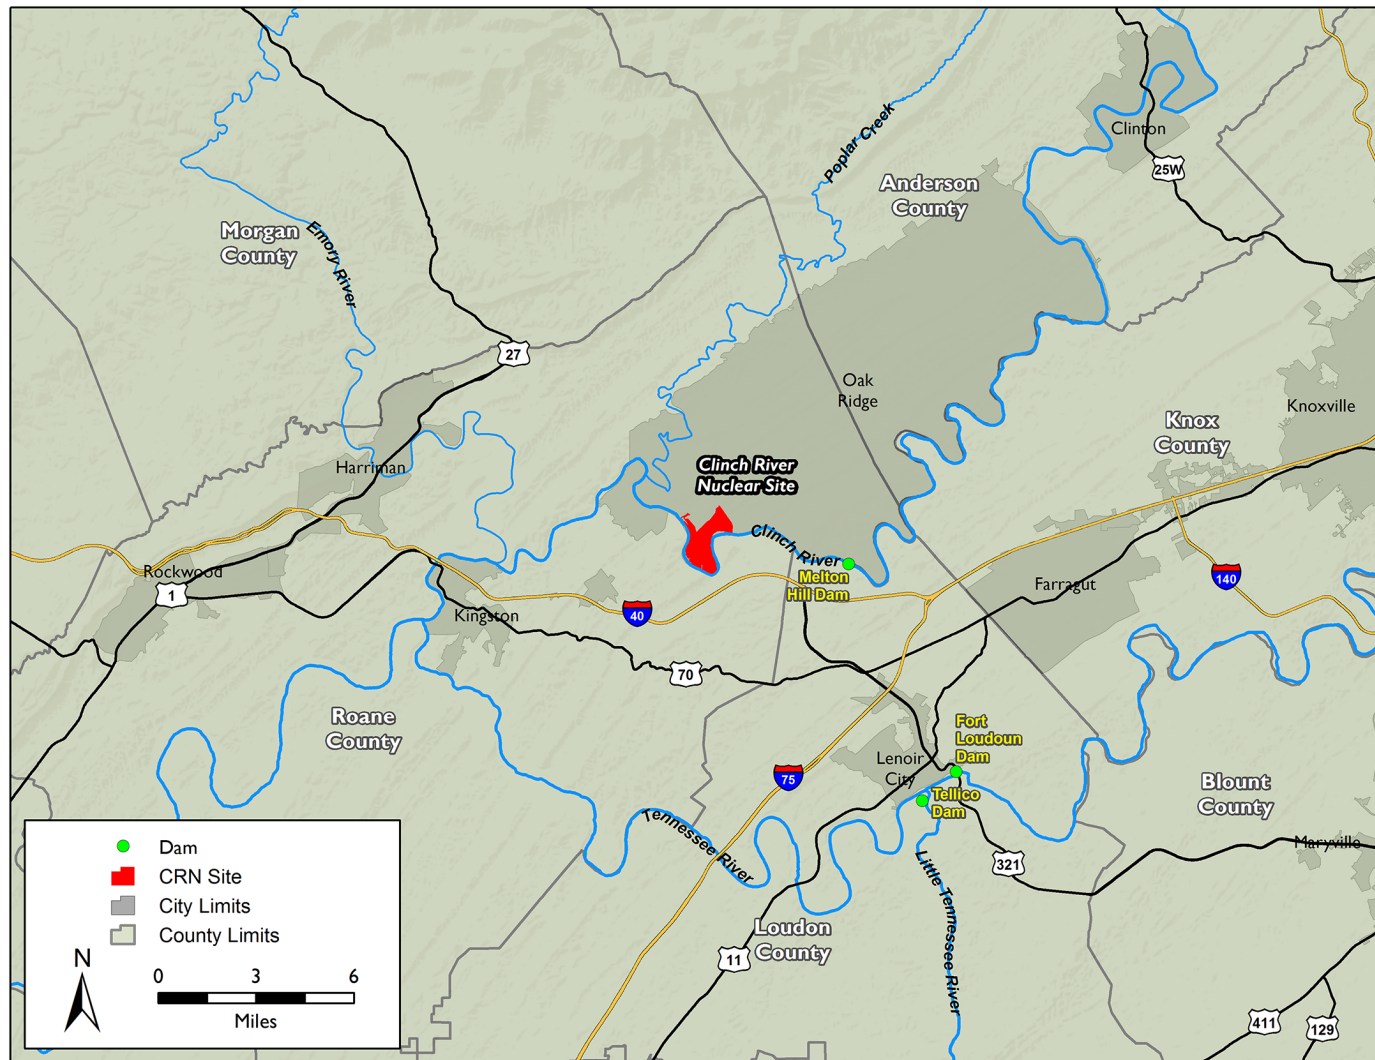 Clinton
25W
Poplar Creek
Anderson
County
Morgan
County
Emory River
27
Oak
Ridge
Knoxville
Knox
County
Harriman
Clinch River
Nuclear Site
Clinch River
Melton
Hill Dam
Rockwood
1
Kingston
40
Farragut
140
70
Roane
County
Fort
Loudoun
Dam
Lenoir
City
75
Tellico
Dam
Blount
County
Tennessee River
Maryville
321
Little Tennessee River
Loudon
County
11
411
129
Dam
CRN Site
City Limits
County Limits
N
0 3 6
Miles